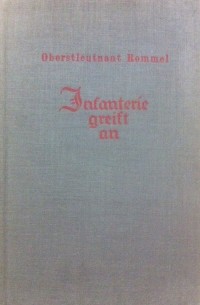 Oberstleutnant Rommel
Infanterie
greift
an